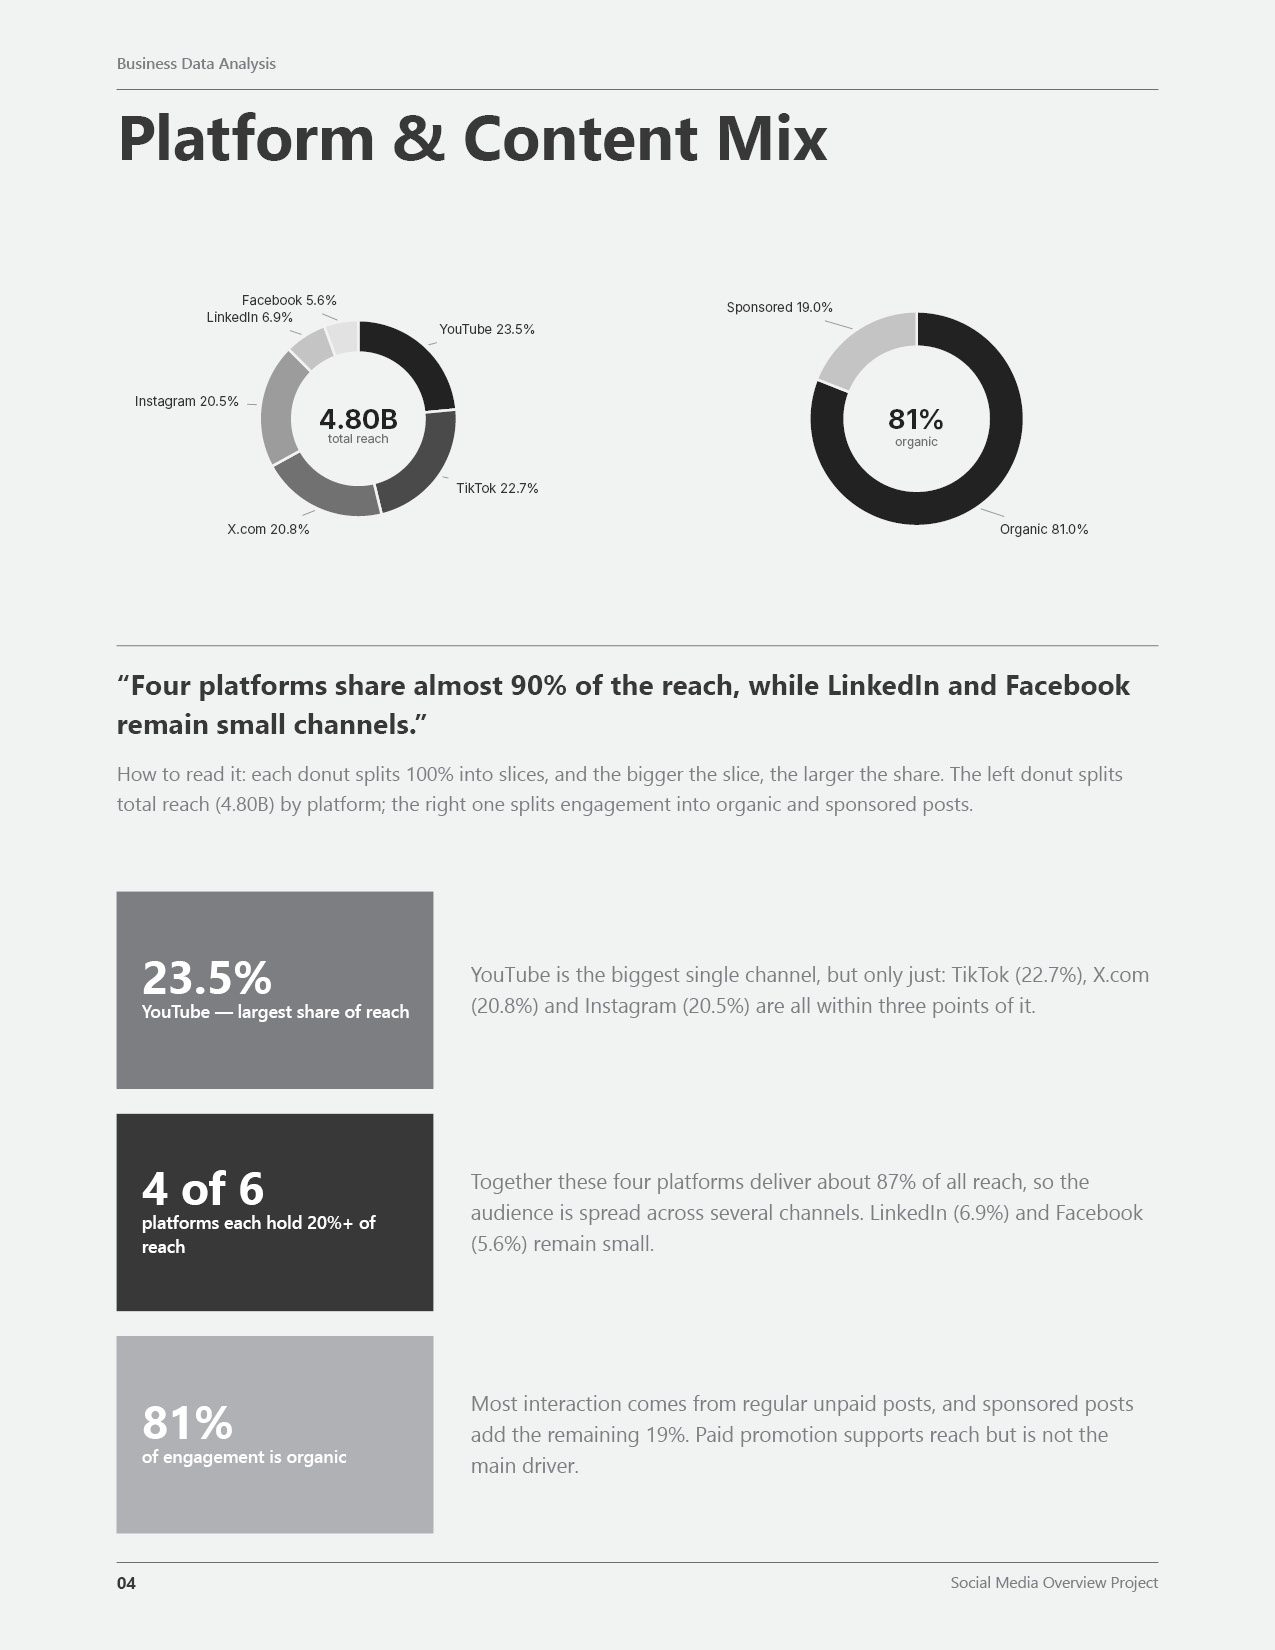 Business Data Analysis
Platform & Content Mix
Facebook 5.6%
LinkedIn 6.9%
YouTube 23.5%
Instagram 20.5%
4.80B
total reach
TikTok 22.7%
X.com 20.8%
Sponsored 19.0%
81%
organic
Organic 81.0%
“Four platforms share almost 90% of the reach, while LinkedIn and Facebook
remain small channels.”
How to read it: each donut splits 100% into slices, and the bigger the slice, the larger the share. The left donut splits
total reach (4.80B) by platform; the right one splits engagement into organic and sponsored posts.
23.5%
YouTube — largest share of reach
YouTube is the biggest single channel, but only just: TikTok (22.7%), X.com
(20.8%) and Instagram (20.5%) are all within three points of it.
4 of 6
platforms each hold 20%+ of
reach
Together these four platforms deliver about 87% of all reach, so the
audience is spread across several channels. LinkedIn (6.9%) and Facebook
(5.6%) remain small.
81%
of engagement is organic
Most interaction comes from regular unpaid posts, and sponsored posts
add the remaining 19%. Paid promotion supports reach but is not the
main driver.
04
Social Media Overview Project